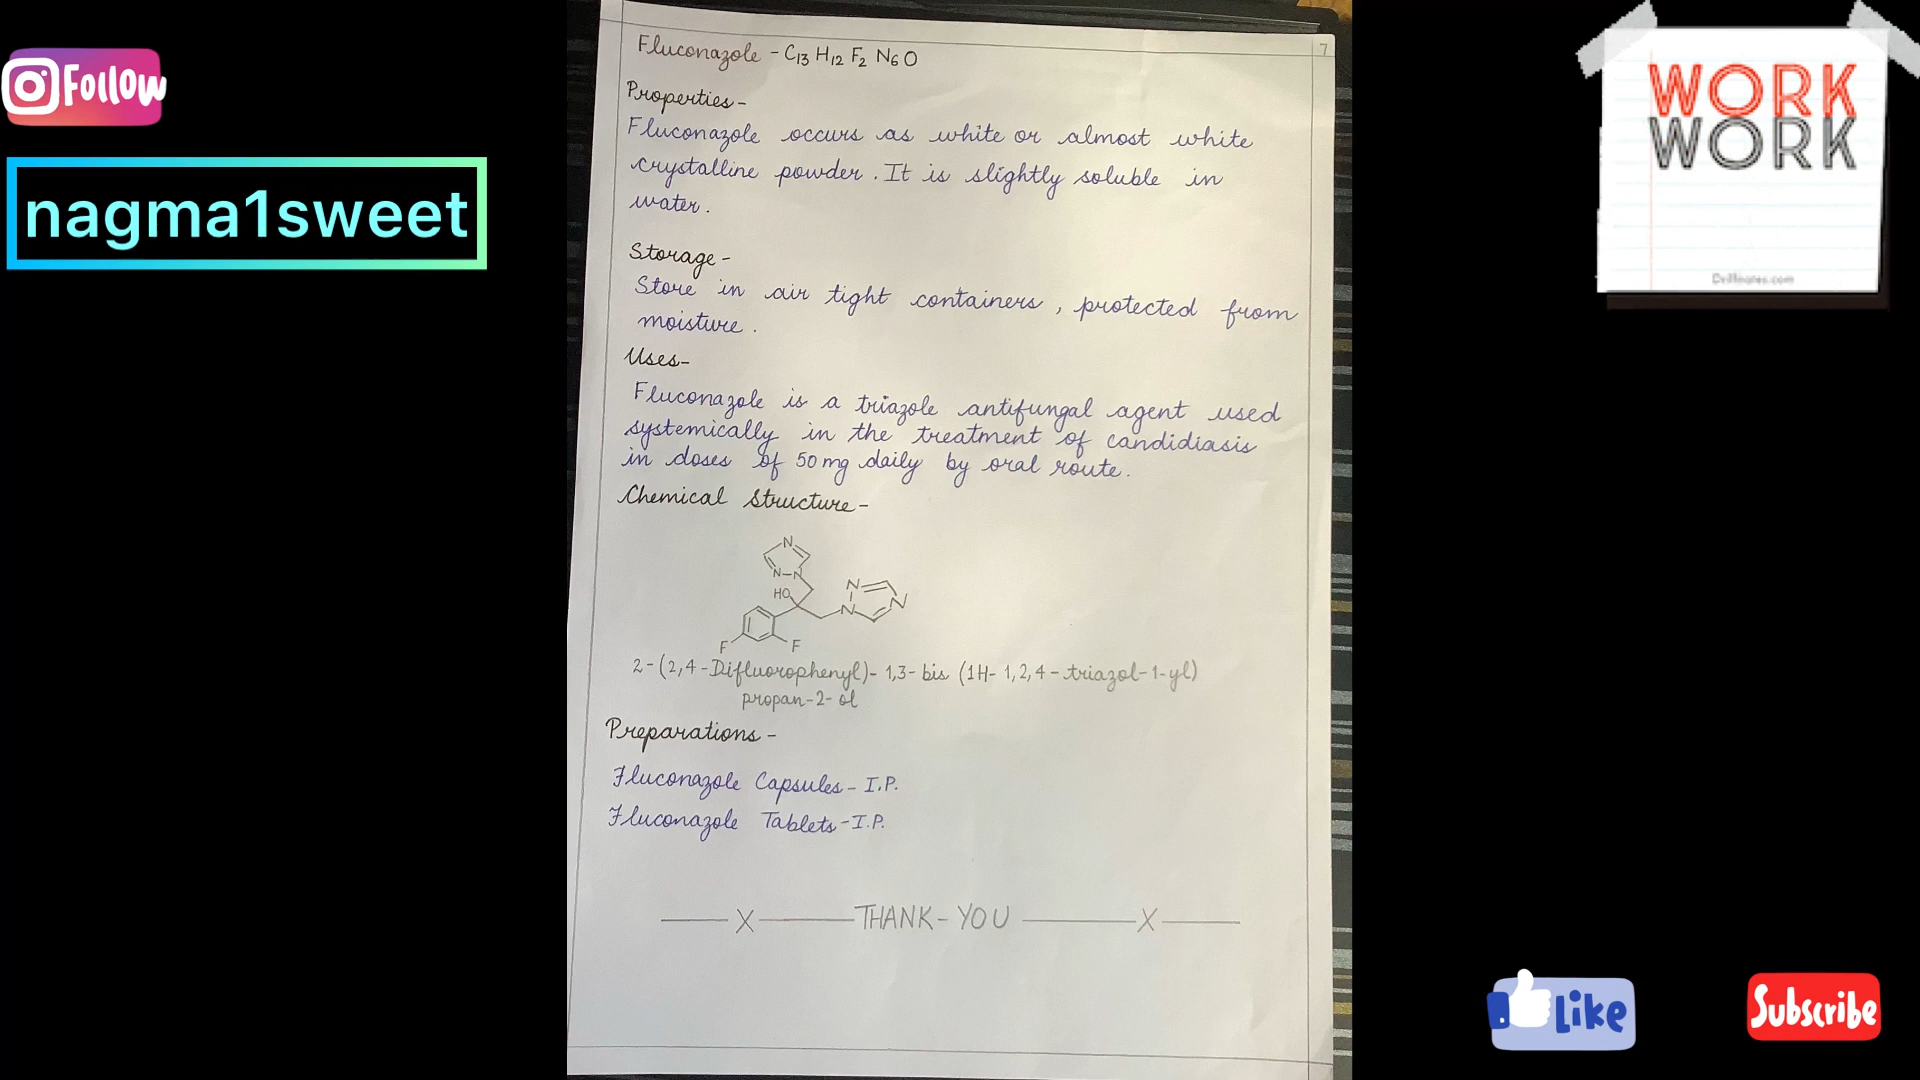 Follow
nagma1sweet
WORK
WORK
7
Fluconazole - C13 H12 F2 N6 O
Properties-
Fluconazole occurs as white or almost white
crystalline powder. It is slightly soluble in
water.
Storage-
Store in air tight containers, protected from
moisture.
Uses-
Fluconazole is a triazole antifungal agent used
systemically in the treatment of candidiasis
in doses of 50 mg daily by oral route.
Chemical Structure-
N
N-N
HO
N
N
N
F
F
2-(2,4-Difluorophenyl)-1,3-bis (1H-1,2,4-triazol-1-yl)
propan-2-ol
Preparations-
Fluconazole Capsules-I.P.
Fluconazole Tablets-I.P.
X THANK-YOU X
Like
Subscribe